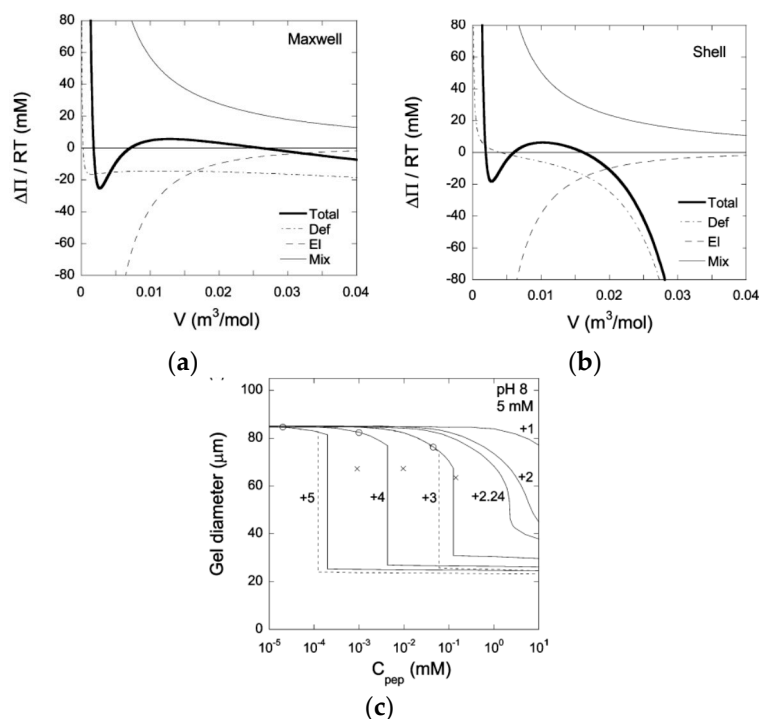 80
60
40
20
0
-20
-40
-60
-80
ΔΠ / RT (mM)
Maxwell
Total
Def
El
Mix
0
0.01
0.02
0.03
0.04
V (m³/mol)
(a)
80
60
40
20
0
-20
-40
-60
-80
ΔΠ / RT (mM)
Shell
Total
Def
El
Mix
0
0.01
0.02
0.03
0.04
V (m³/mol)
(b)
100
80
60
40
20
0
Gel diameter (μm)
pH 8
5 mM
+1
+2
+5
+4
+3
+2.24
10⁻⁵
10⁻⁴
10⁻³
10⁻²
10⁻¹
10⁰
10¹
C_pep (mM)
(c)